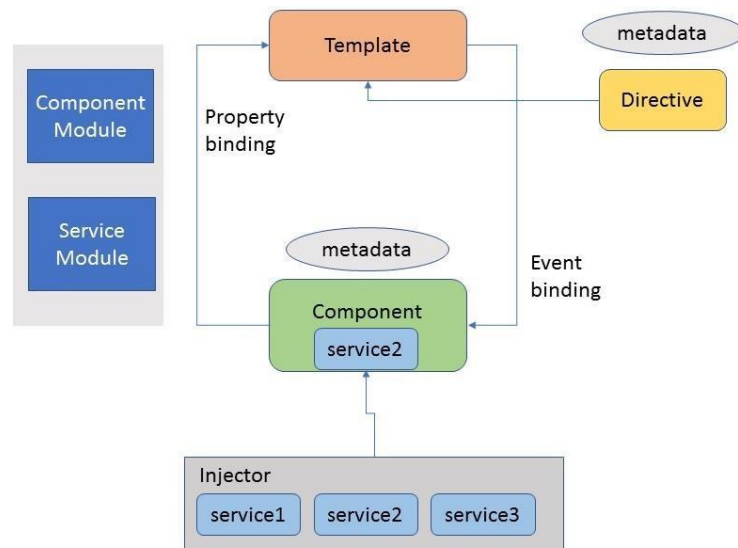 metadata
Template
Directive
Component
Module
Property
binding
Service
Module
metadata
Event
binding
Component
service2
Injector
service1 service2 service3